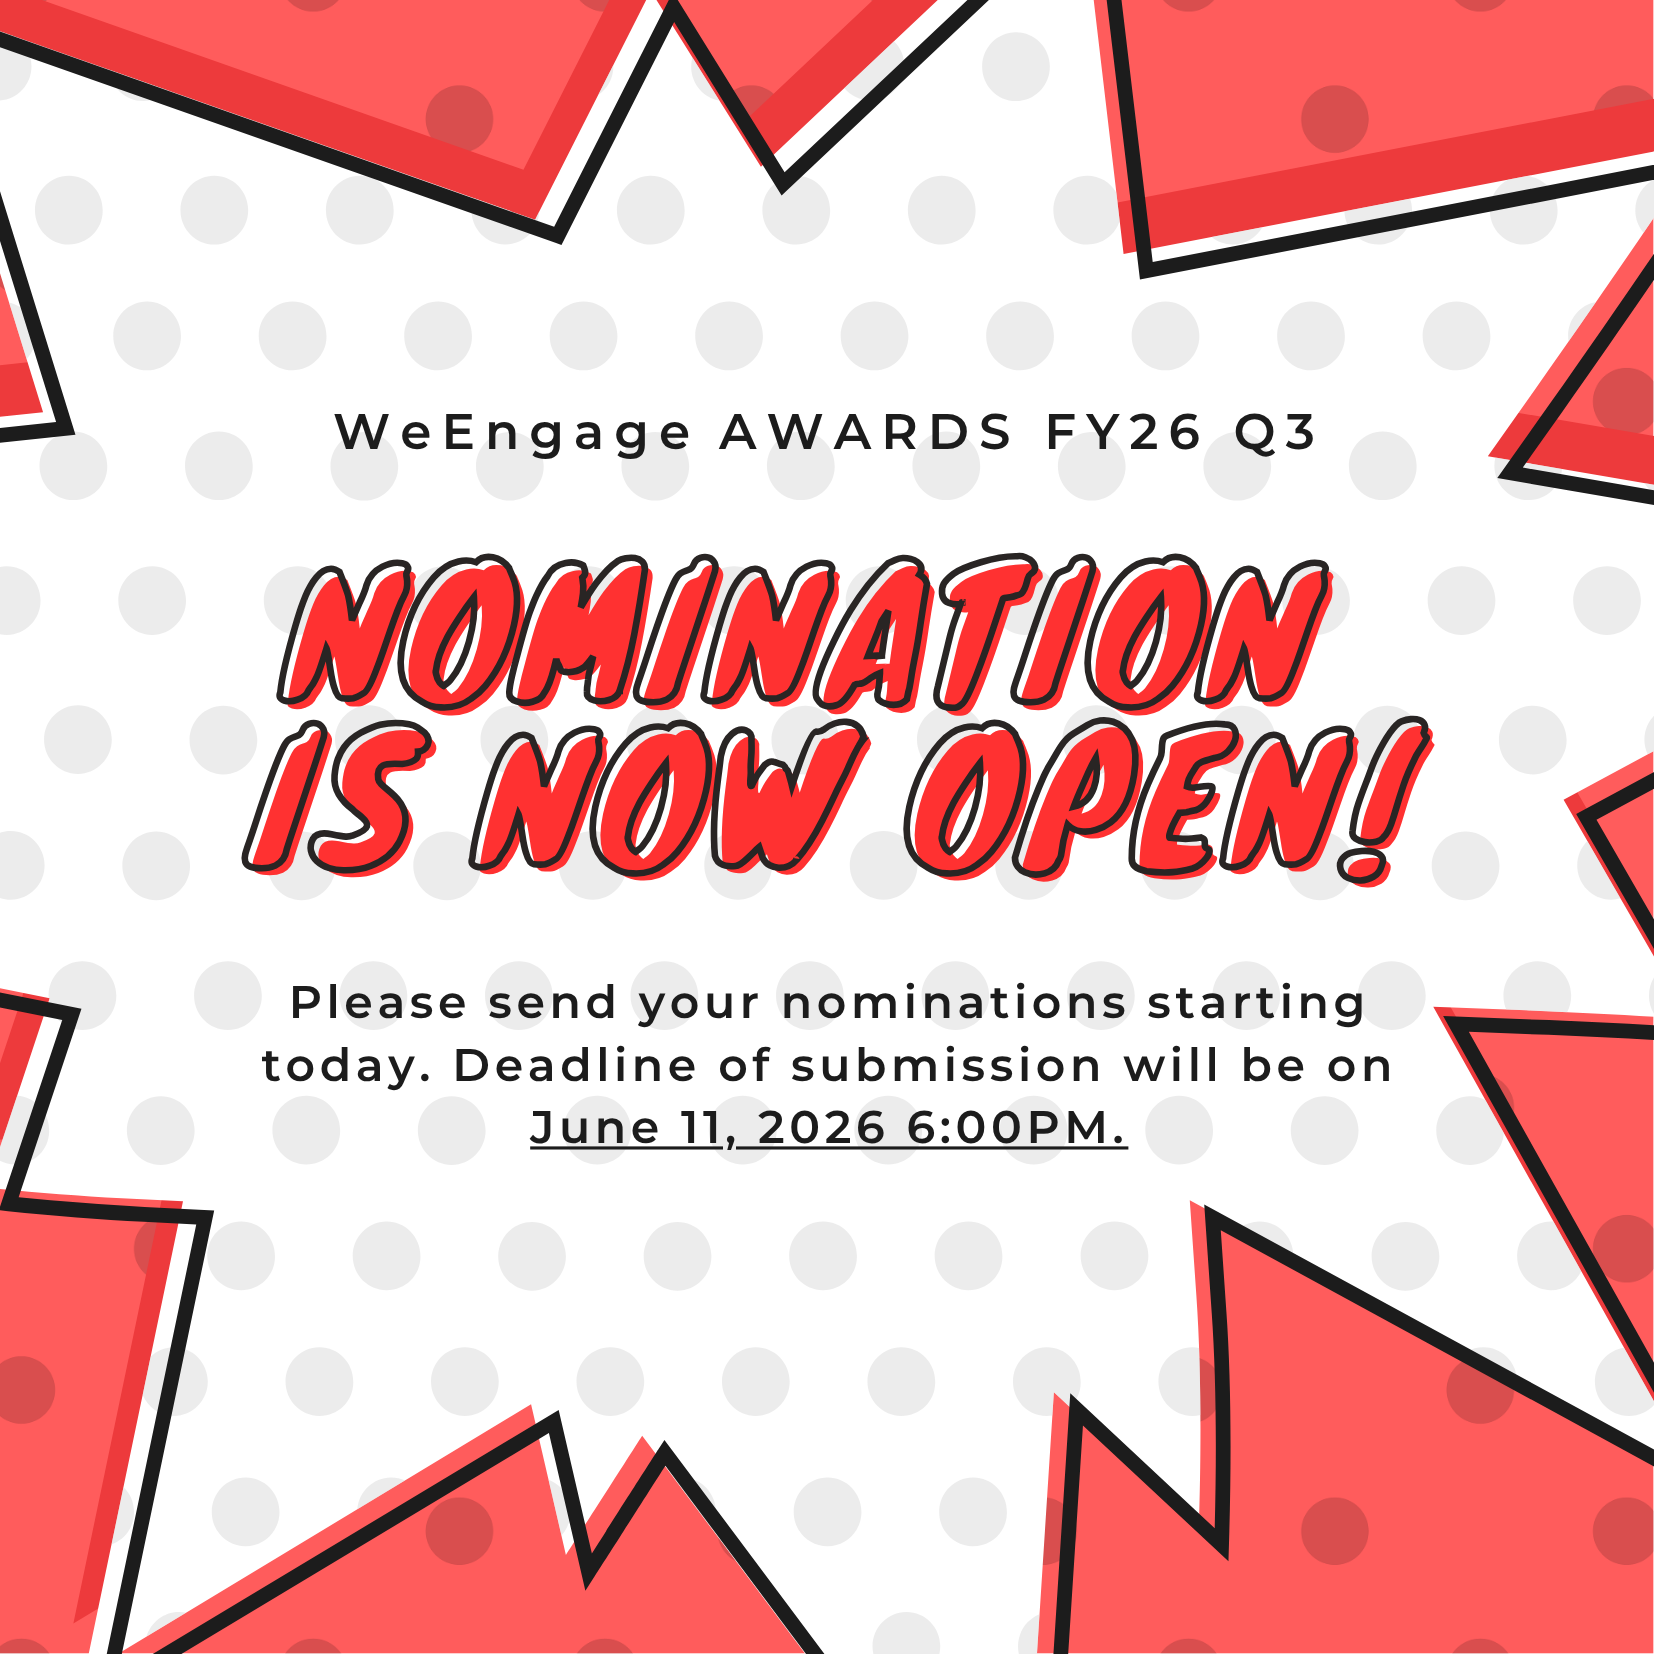 WeEngage AWARDS FY26 Q3
NOMINATION
IS NOW OPEN!
Please send your nominations starting
today. Deadline of submission will be on
June 11, 2026 6:00PM.